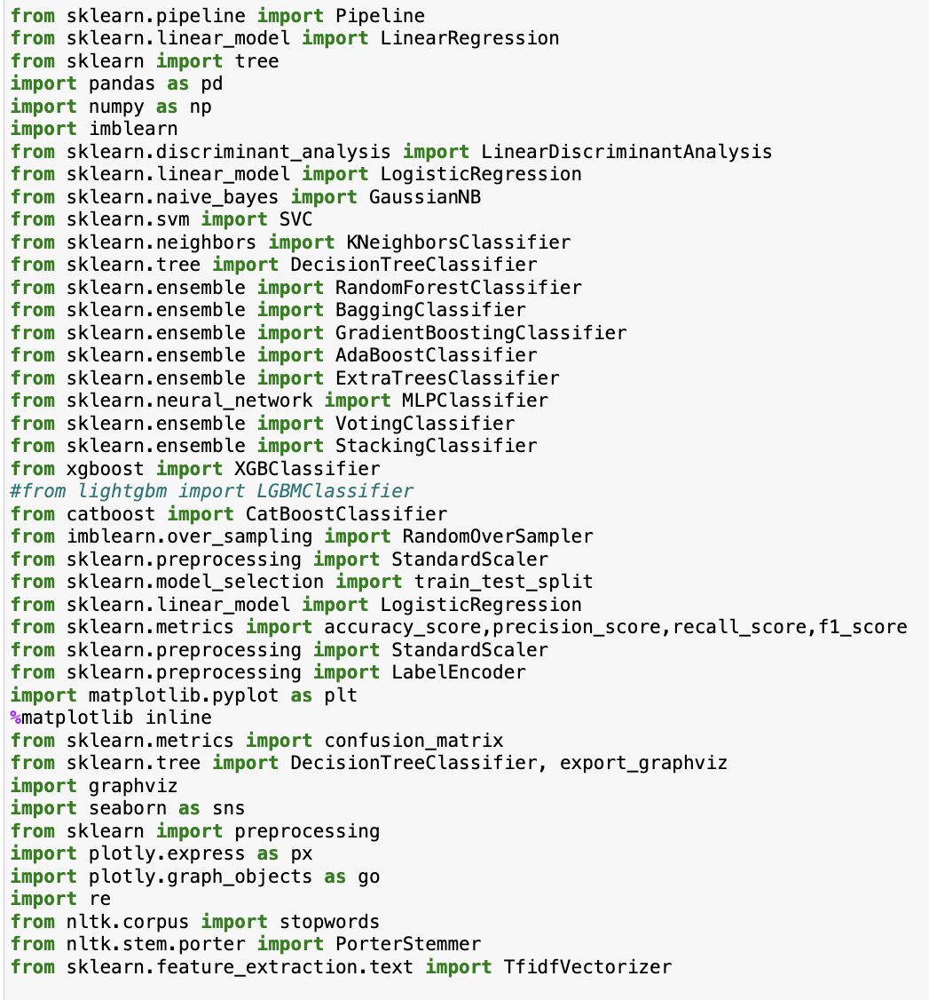 from sklearn.pipeline import Pipeline
from sklearn.linear_model import LinearRegression
from sklearn import tree
import pandas as pd
import numpy as np
import imblearn
from sklearn.discriminant_analysis import LinearDiscriminantAnalysis
from sklearn.linear_model import LogisticRegression
from sklearn.naive_bayes import GaussianNB
from sklearn.svm import SVC
from sklearn.neighbors import KNeighborsClassifier
from sklearn.tree import DecisionTreeClassifier
from sklearn.ensemble import RandomForestClassifier
from sklearn.ensemble import BaggingClassifier
from sklearn.ensemble import GradientBoostingClassifier
from sklearn.ensemble import AdaBoostClassifier
from sklearn.ensemble import ExtraTreesClassifier
from sklearn.neural_network import MLPClassifier
from sklearn.ensemble import VotingClassifier
from sklearn.ensemble import StackingClassifier
from xgboost import XGBClassifier
#from lightgbm import LGBMClassifier
from catboost import CatBoostClassifier
from imblearn.over_sampling import RandomOverSampler
from sklearn.preprocessing import StandardScaler
from sklearn.model_selection import train_test_split
from sklearn.linear_model import LogisticRegression
from sklearn.metrics import accuracy_score,precision_score,recall_score,f1_score
from sklearn.preprocessing import StandardScaler
from sklearn.preprocessing import LabelEncoder
import matplotlib.pyplot as plt
%matplotlib inline
from sklearn.metrics import confusion_matrix
from sklearn.tree import DecisionTreeClassifier, export_graphviz
import graphviz
import seaborn as sns
from sklearn import preprocessing
import plotly.express as px
import plotly.graph_objects as go
import re
from nltk.corpus import stopwords
from nltk.stem.porter import PorterStemmer
from sklearn.feature_extraction.text import TfidfVectorizer